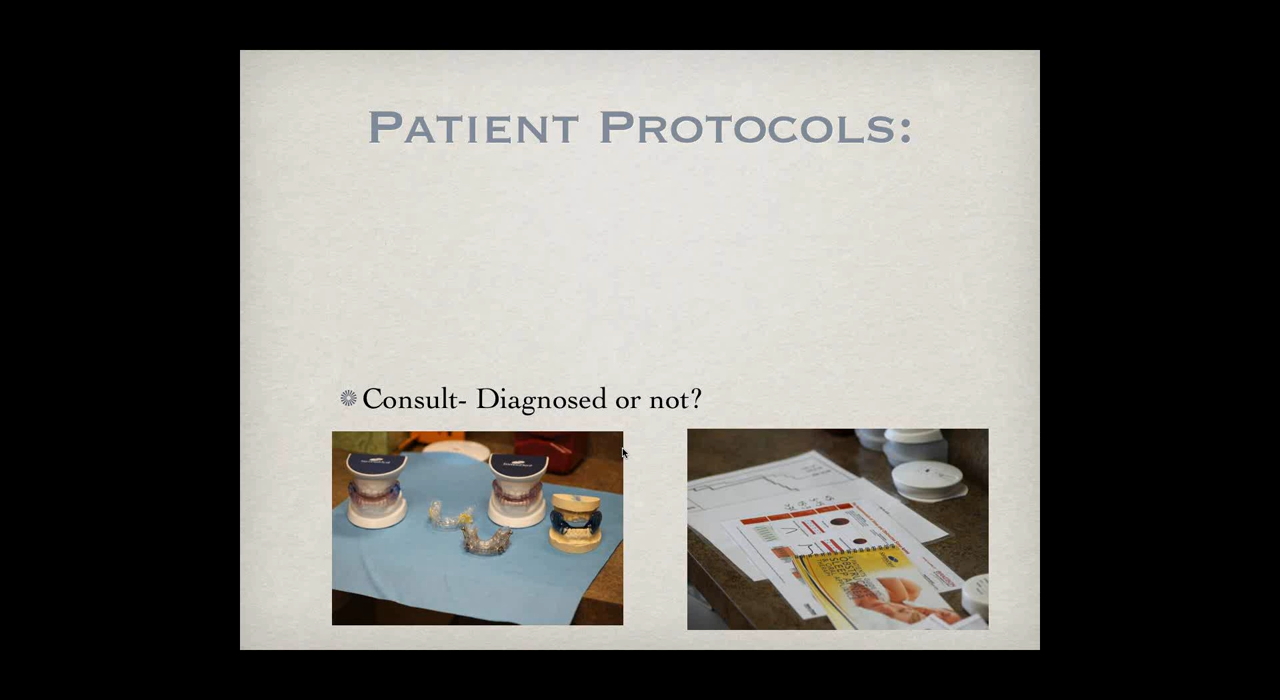 PATIENT PROTOCOLS:
Consult- Diagnosed or not?